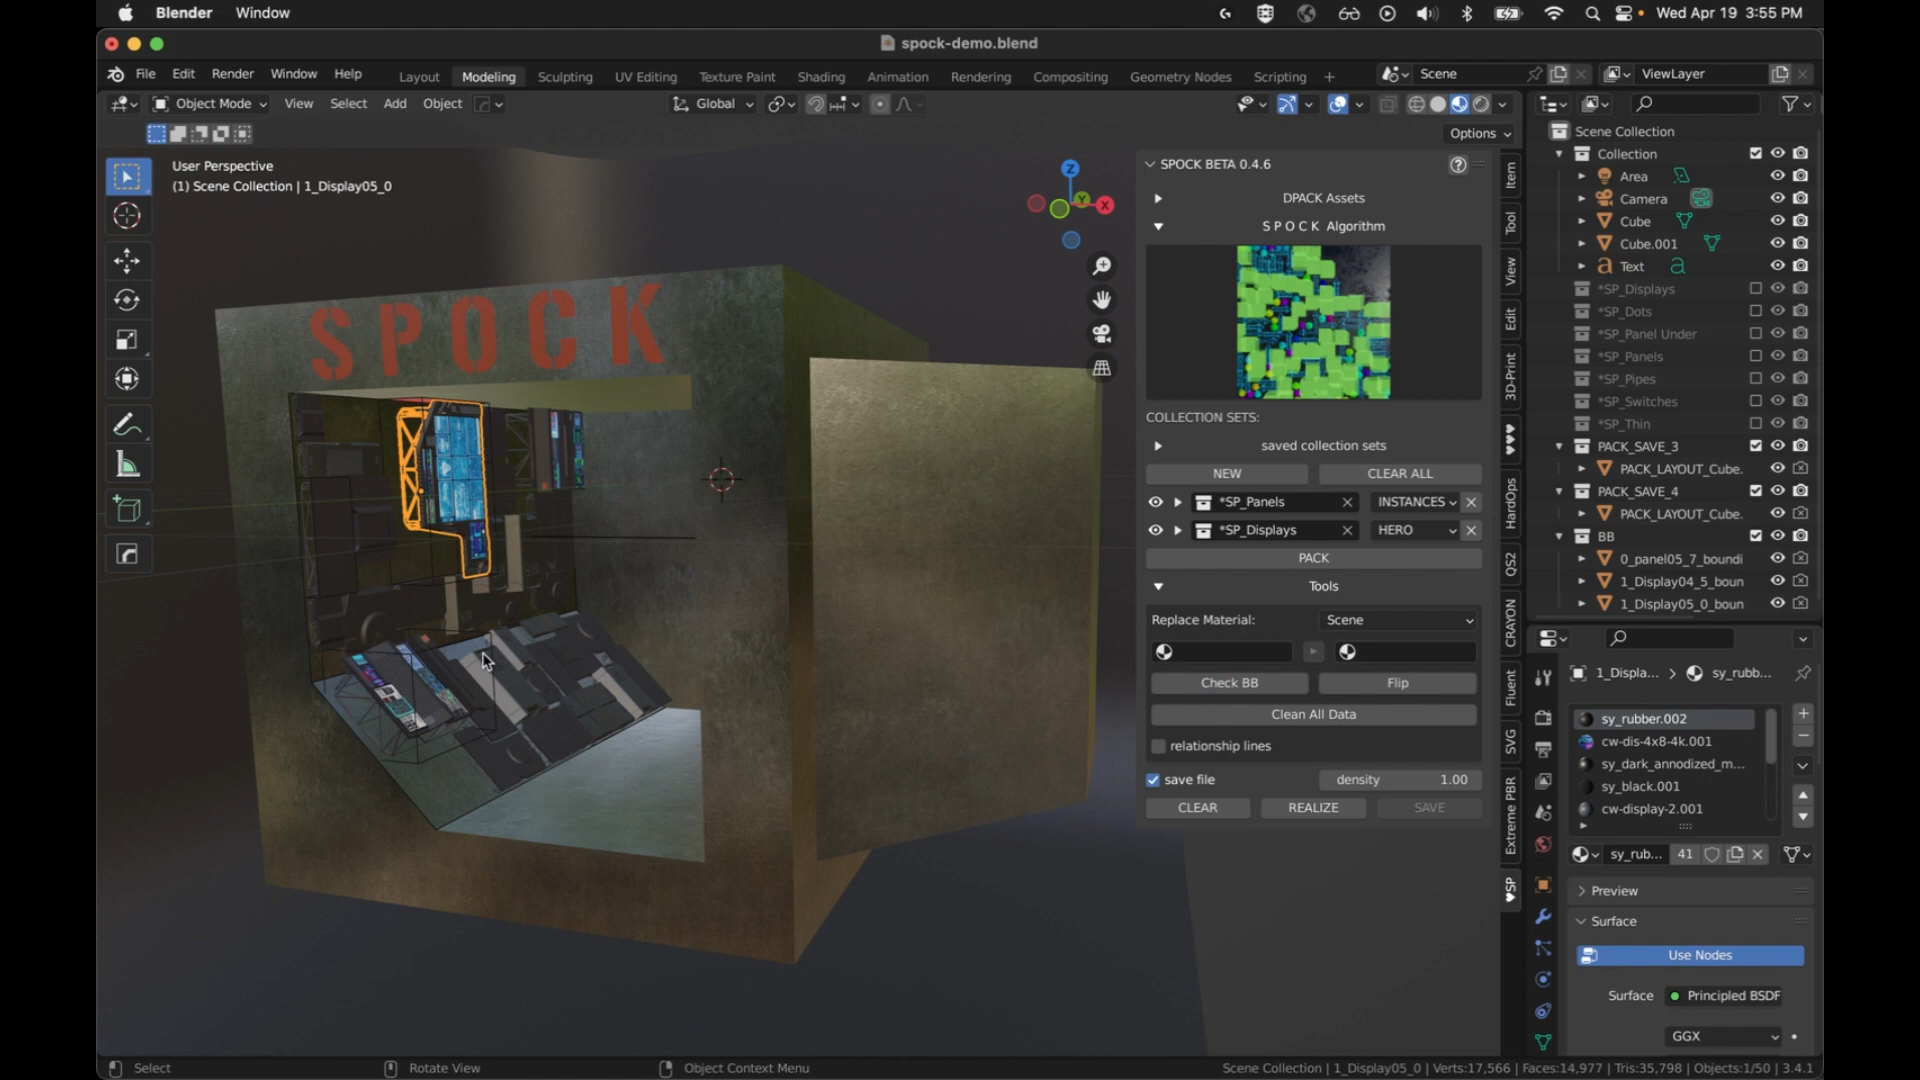 Blender Window Wed Apr 19 3:55 PM
spock-demo.blend
File Edit Render Window Help Layout Modeling Sculpting UV Editing Texture Paint Shading Animation Rendering Compositing Geometry Nodes Scripting + Scene ViewLayer
Object Mode View Select Add Object Global
Options
User Perspective
(1) Scene Collection | 1_Display05_0
Z
Y
X
SPOCK
SPOCK BETA 0.4.6
DPACK Assets
S P O C K Algorithm
COLLECTION SETS:
saved collection sets
NEW CLEAR ALL
*SP_Panels INSTANCES
*SP_Displays HERO
PACK
Tools
Replace Material: Scene
Check BB Flip
Clean All Data
relationship lines
save file density 1.00
CLEAR REALIZE SAVE
Item
Tool
View
Edit
3D-Print
♥♥♥
HardOps
QS2
CRAYON
Fluent
SVG
Extreme PBR
♥SP
Scene Collection
Collection
Area
Camera
Cube
Cube.001
Text
*SP_Displays
*SP_Dots
*SP_Panel Under
*SP_Panels
*SP_Pipes
*SP_Switches
*SP_Thin
PACK_SAVE_3
PACK_LAYOUT_Cube.
PACK_SAVE_4
PACK_LAYOUT_Cube.
BB
0_panel05_7_boundi
1_Display04_5_boun
1_Display05_0_boun
1_Displa... > sy_rubb...
sy_rubber.002
cw-dis-4x8-4k.001
sy_dark_annodized_m...
sy_black.001
cw-display-2.001
sy_rub... 41
Preview
Surface
Use Nodes
Surface Principled BSDF
GGX
Select Rotate View Object Context Menu Scene Collection | 1_Display05_0 | Verts:17,566 | Faces:14,977 | Tris:35,798 | Objects:1/50 | 3.4.1